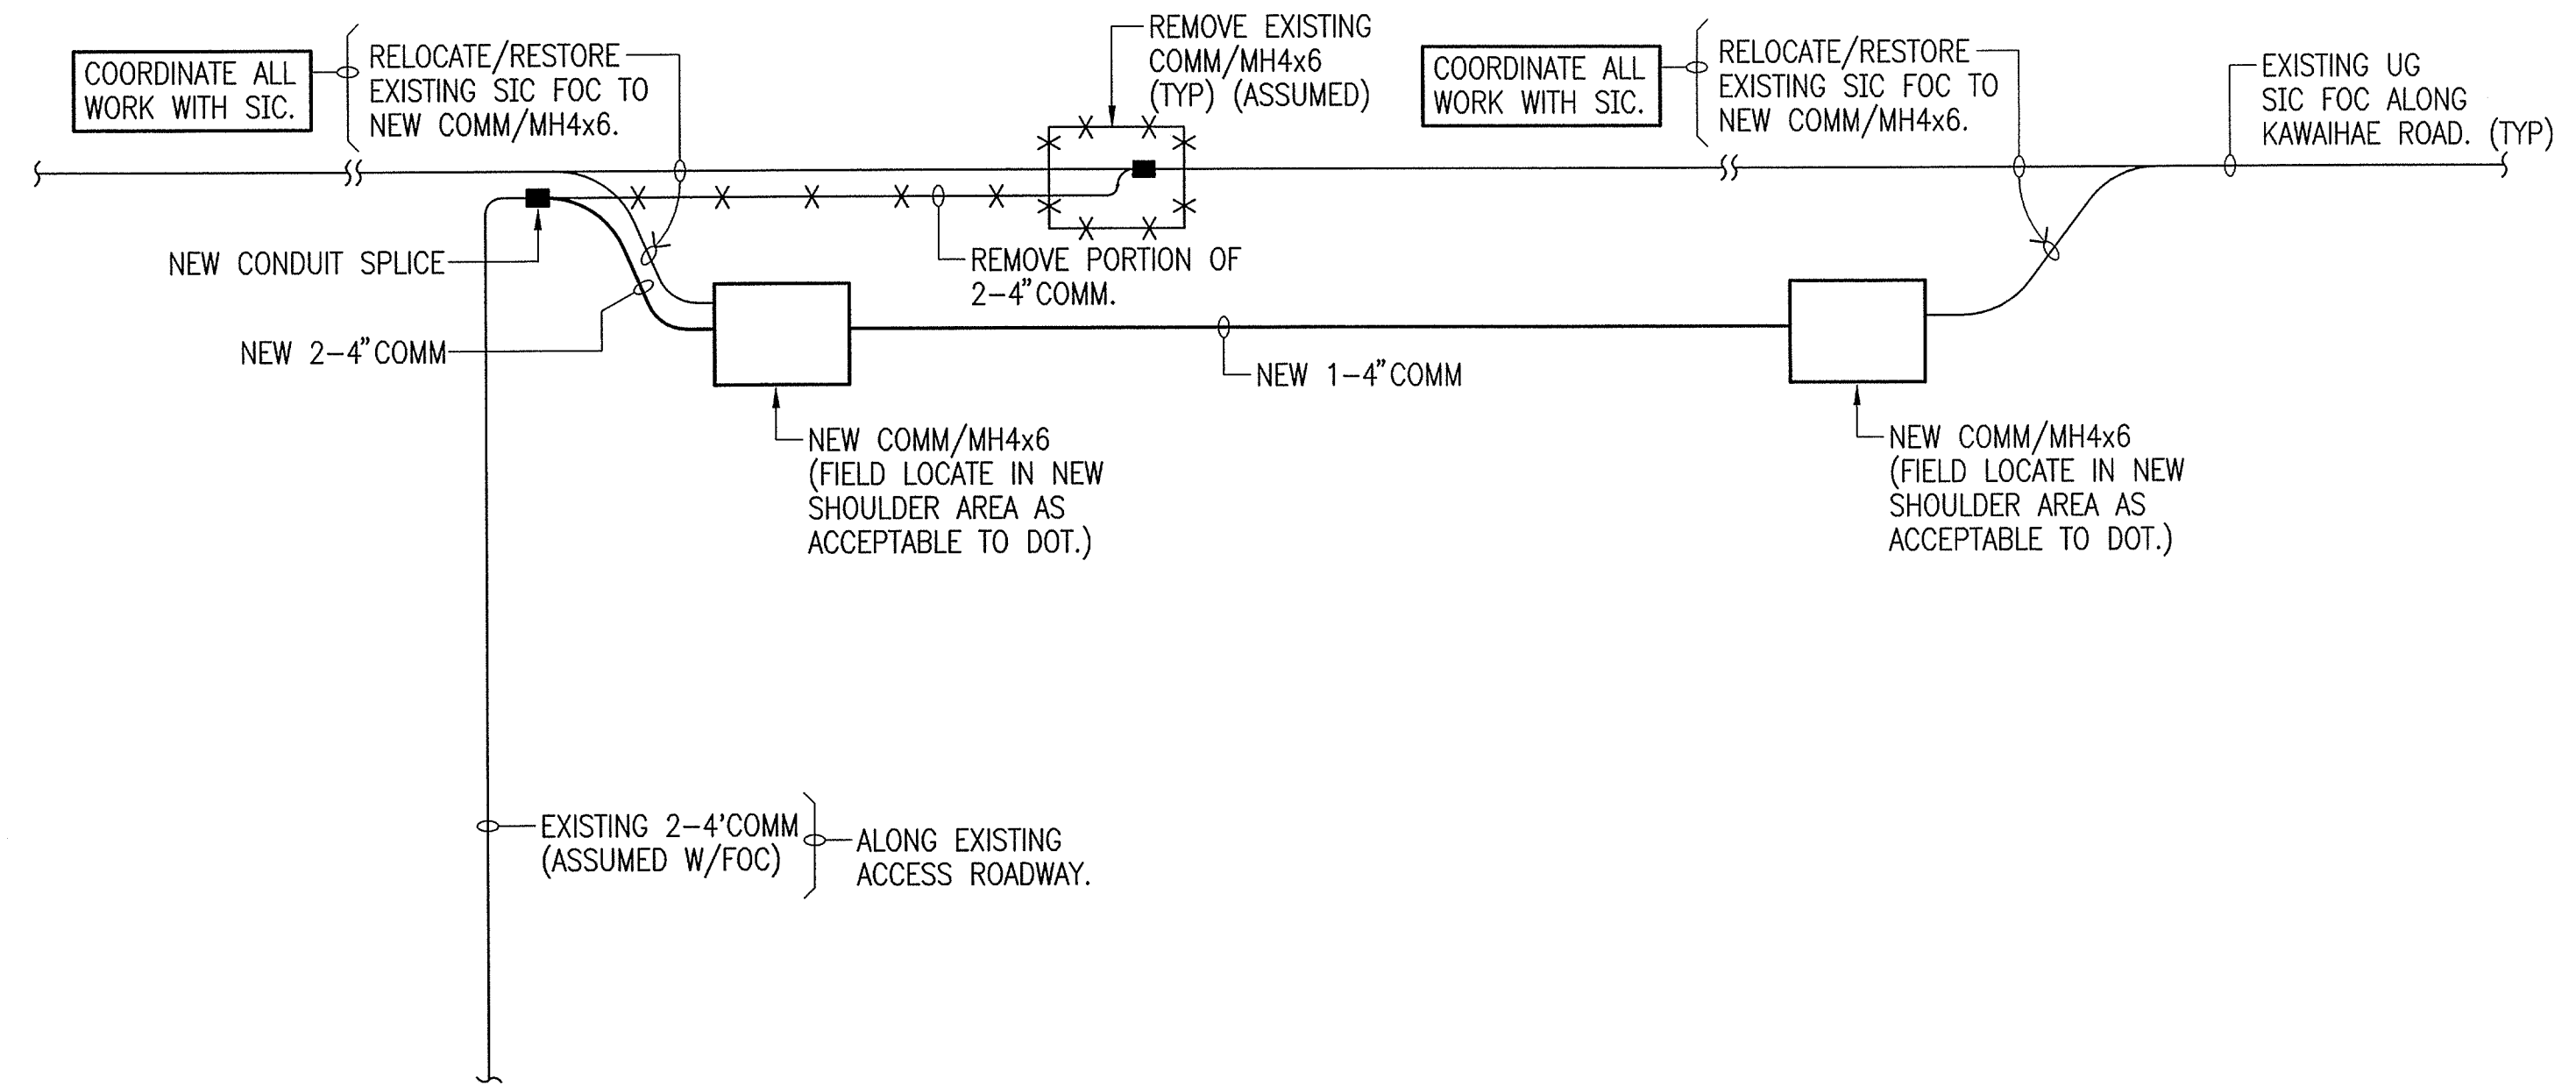 COORDINATE ALL
WORK WITH SIC.
RELOCATE/RESTORE
EXISTING SIC FOC TO
NEW COMM/MH4x6.
REMOVE EXISTING
COMM/MH4x6
(TYP) (ASSUMED)
COORDINATE ALL
WORK WITH SIC.
RELOCATE/RESTORE
EXISTING SIC FOC TO
NEW COMM/MH4x6.
EXISTING UG
SIC FOC ALONG
KAWAIHAE ROAD. (TYP)
NEW CONDUIT SPLICE
REMOVE PORTION OF
2-4"COMM.
NEW 2-4"COMM
NEW 1-4"COMM
NEW COMM/MH4x6
(FIELD LOCATE IN NEW
SHOULDER AREA AS
ACCEPTABLE TO DOT.)
NEW COMM/MH4x6
(FIELD LOCATE IN NEW
SHOULDER AREA AS
ACCEPTABLE TO DOT.)
EXISTING 2-4'COMM
(ASSUMED W/FOC)
ALONG EXISTING
ACCESS ROADWAY.